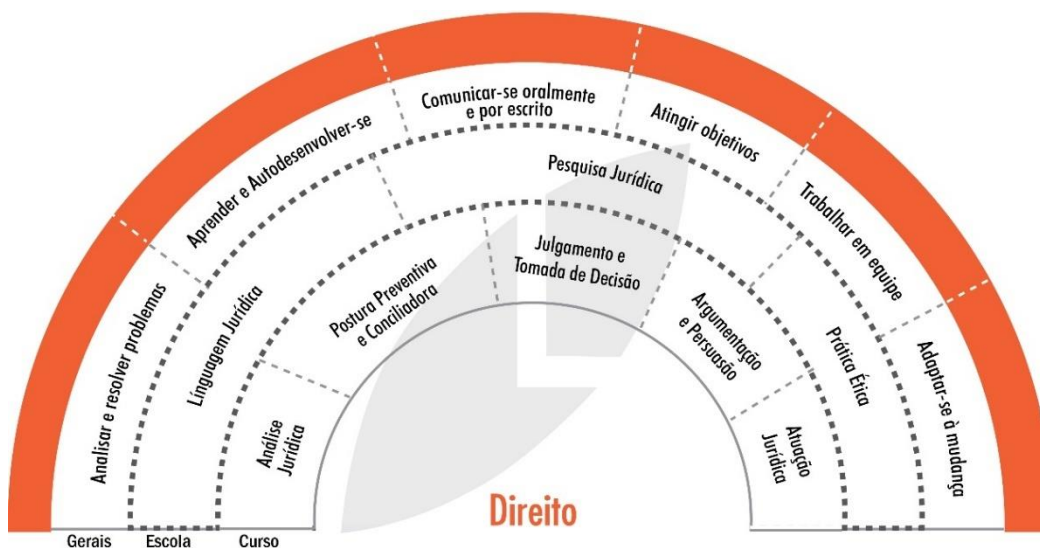 Analisar e resolver problemas
Aprender e Autodesenvolver-se
Comunicar-se oralmente
e por escrito
Atingir objetivos
Trabalhar em equipe
Adaptar-se à mudança
Linguagem Jurídica
Pesquisa Jurídica
Prática Ética
Análise
Jurídica
Postura Preventiva
e Conciliadora
Julgamento e
Tomada de Decisão
Argumentação
e Persuasão
Atuação
Jurídica
Direito
Gerais
Escola
Curso